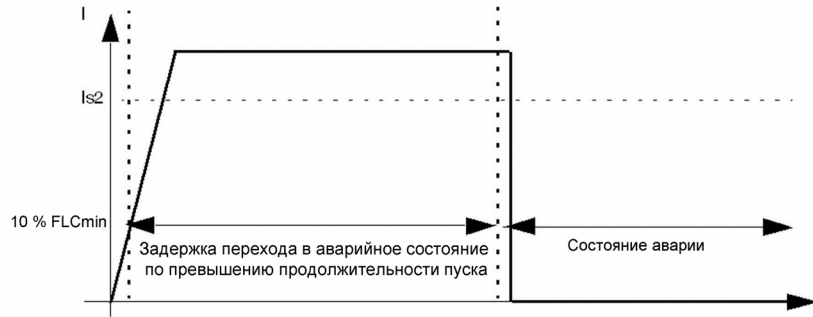 I
Is2
10 % FLCmin
Задержка перехода в аварийное состояние
по превышению продолжительности пуска
Состояние аварии